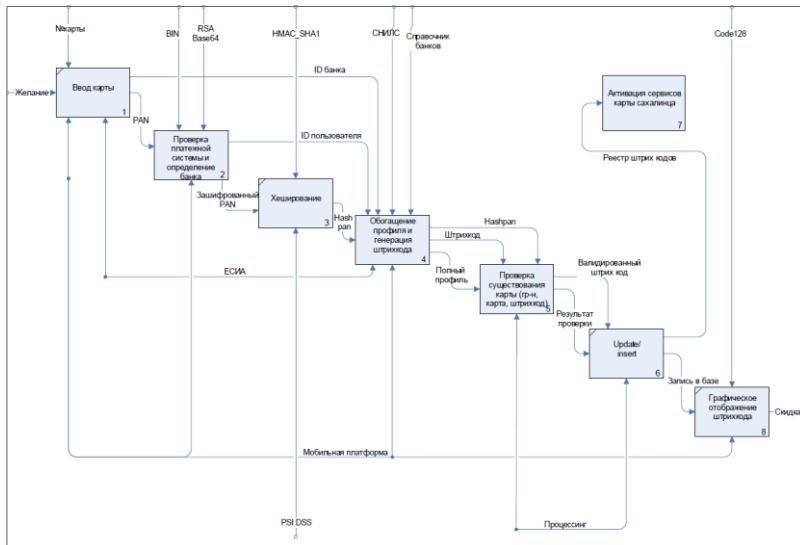 №карты
BIN
RSA
Base64
HMAC_SHA1
СНИЛС
Справочник
банков
Code128
Желание
Ввод карты
1
ID банка
PAN
Активация сервисов
карты сахалинца
7
Проверка
платежной
системы и
определение
банка
2
ID пользователя
Реестр штрих кодов
Зашифрованный
PAN
Хеширование
3
Hash
pan
Обогащение
профиля и
генерация
штрихкода
4
Hashpan
Штрихкод
Полный
профиль
ЕСИА
Проверка
существования
карты (гр-н,
карта, штрихкод)
5
Валидированный
штрих код
Результат
проверки
Update/
insert
6
Запись в базе
Графическое
отображение
штрихкода
8
Скидка
Мобильная платформа
PSI DSS
Процессинг